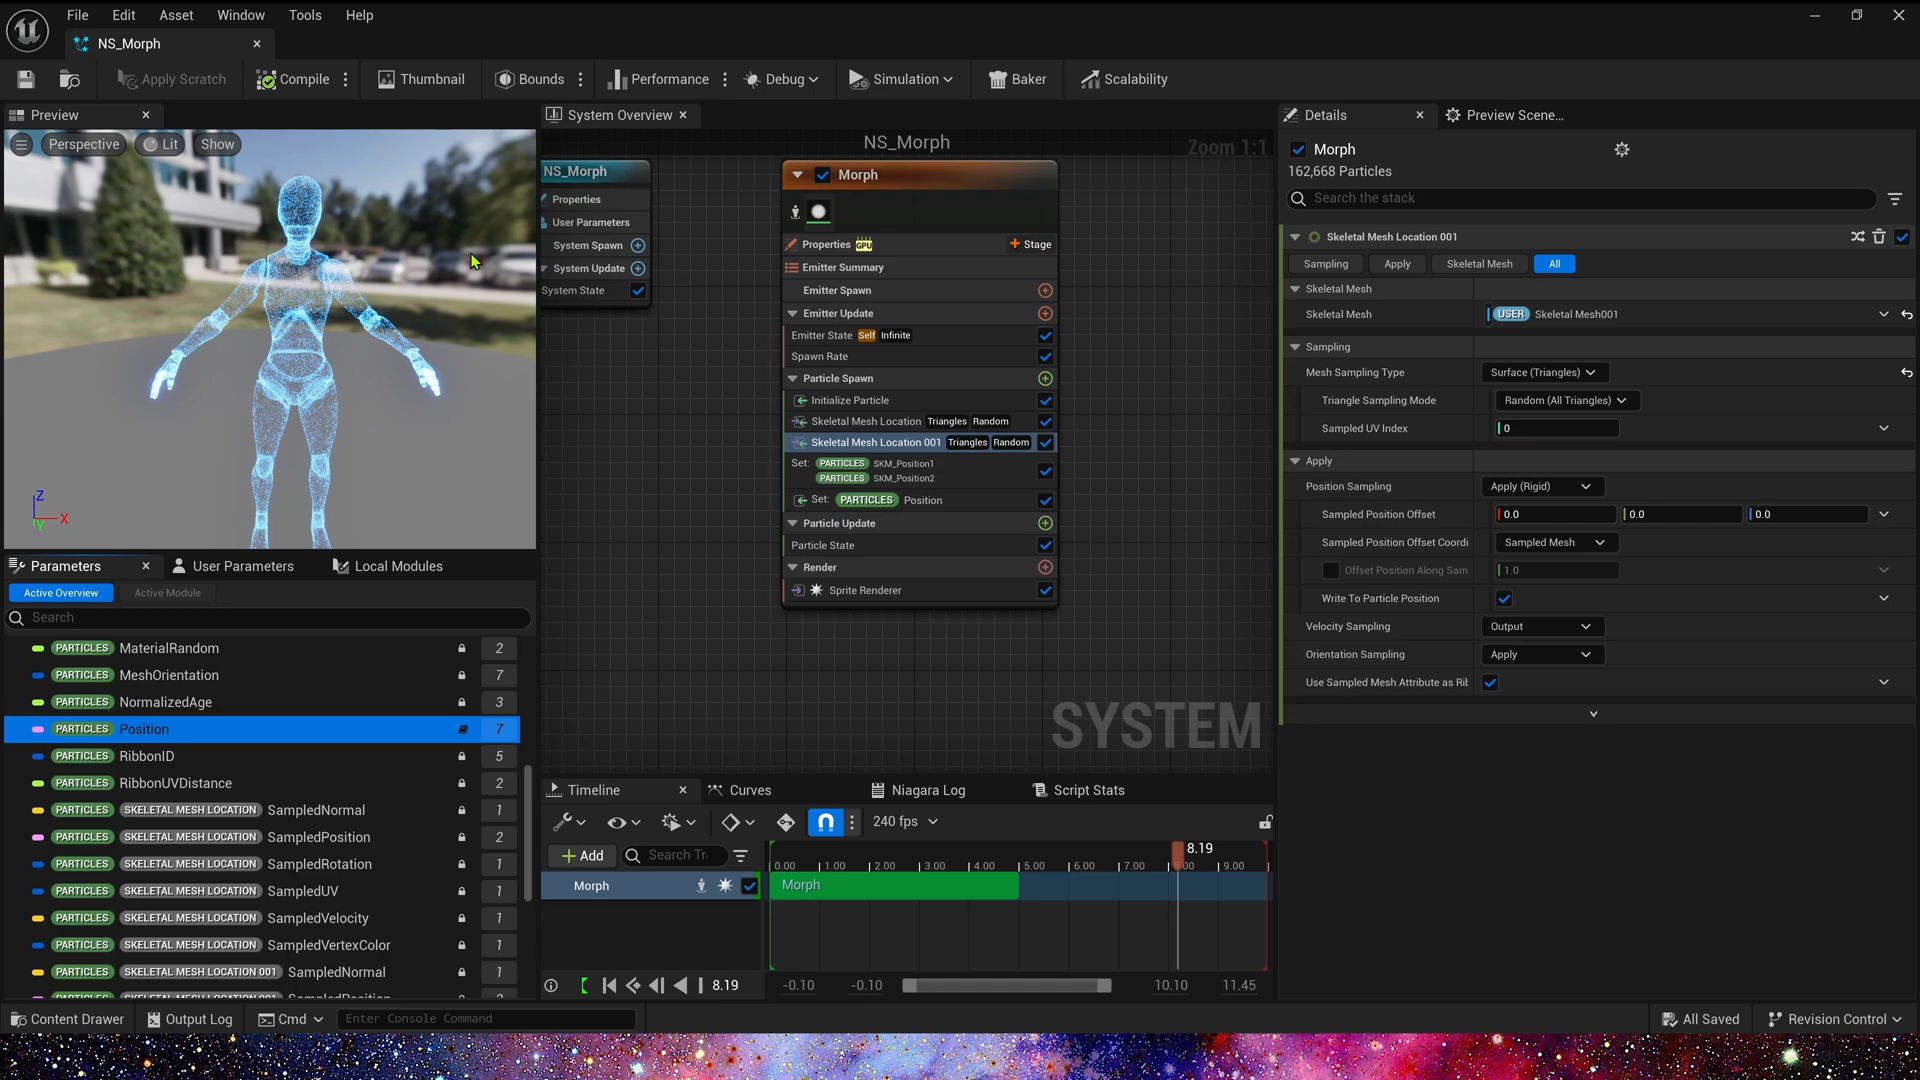 File Edit Asset Window Tools Help
NS_Morph
Apply Scratch Compile Thumbnail Bounds Performance Debug Simulation Baker Scalability
Preview
Perspective Lit Show
Z
X
Y
Parameters User Parameters Local Modules
Active Overview Active Module
Search
PARTICLES MaterialRandom 2
PARTICLES MeshOrientation 7
PARTICLES NormalizedAge 3
PARTICLES Position 7
PARTICLES RibbonID 5
PARTICLES RibbonUVDistance 2
PARTICLES SKELETAL MESH LOCATION SampledNormal 1
PARTICLES SKELETAL MESH LOCATION SampledPosition 2
PARTICLES SKELETAL MESH LOCATION SampledRotation 1
PARTICLES SKELETAL MESH LOCATION SampledUV 1
PARTICLES SKELETAL MESH LOCATION SampledVelocity 1
PARTICLES SKELETAL MESH LOCATION SampledVertexColor 1
PARTICLES SKELETAL MESH LOCATION 001 SampledNormal 1
System Overview
NS_Morph
Zoom 1:1
NS_Morph
Properties
User Parameters
System Spawn
System Update
System State
Morph
Properties GPU Stage
Emitter Summary
Emitter Spawn
Emitter Update
Emitter State Self Infinite
Spawn Rate
Particle Spawn
Initialize Particle
Skeletal Mesh Location Triangles Random
Skeletal Mesh Location 001 Triangles Random
Set: PARTICLES SKM_Position1
PARTICLES SKM_Position2
Set: PARTICLES Position
Particle Update
Particle State
Render
Sprite Renderer
SYSTEM
Timeline Curves Niagara Log Script Stats
240 fps
Add Search Tr
8.19
0.00 1.00 2.00 3.00 4.00 5.00 6.00 7.00 9.00
Morph Morph
8.19 -0.10 -0.10 10.10 11.45
Details Preview Scene...
Morph
162,668 Particles
Search the stack
Skeletal Mesh Location 001
Sampling Apply Skeletal Mesh All
Skeletal Mesh
Skeletal Mesh USER Skeletal Mesh001
Sampling
Mesh Sampling Type Surface (Triangles)
Triangle Sampling Mode Random (All Triangles)
Sampled UV Index 0
Apply
Position Sampling Apply (Rigid)
Sampled Position Offset 0.0 0.0 0.0
Sampled Position Offset Coordi Sampled Mesh
Offset Position Along Sam 1.0
Write To Particle Position
Velocity Sampling Output
Orientation Sampling Apply
Use Sampled Mesh Attribute as Rib
Content Drawer Output Log Cmd Enter Console Command All Saved Revision Control